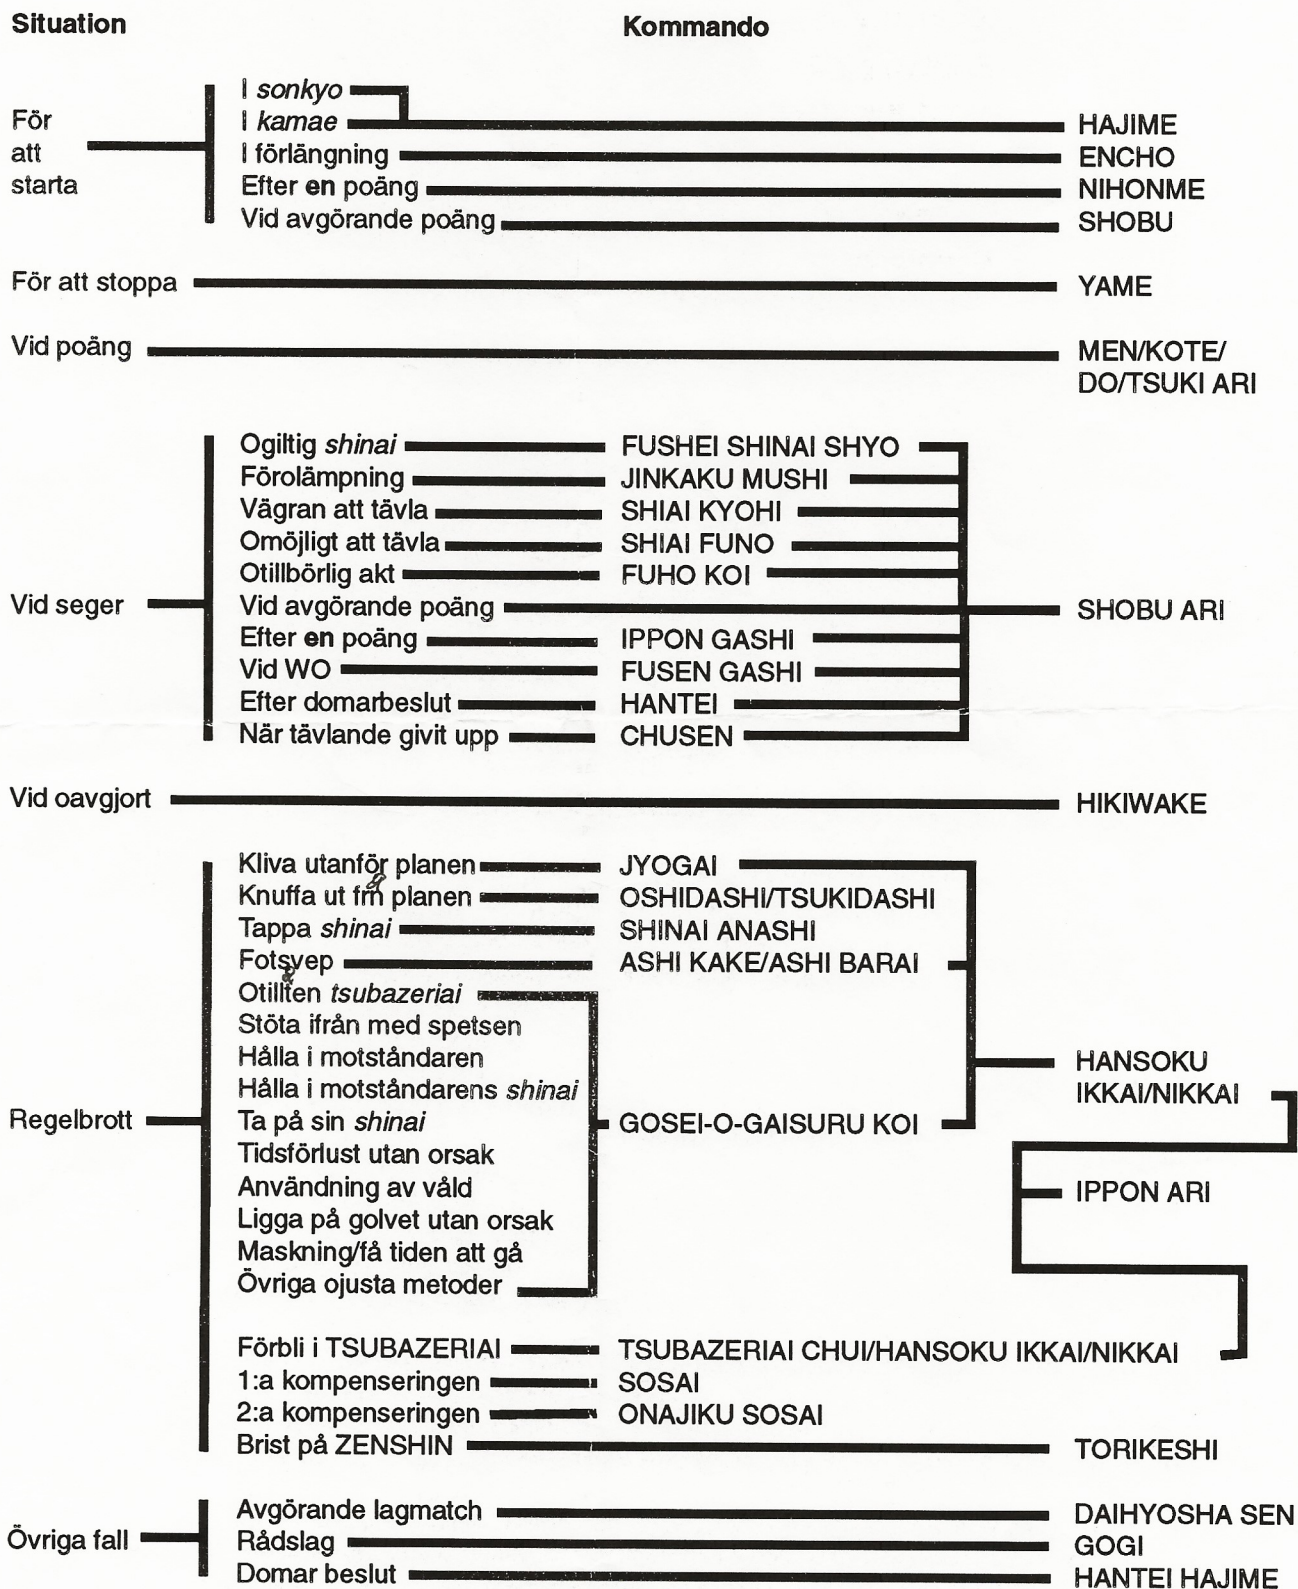 Situation Kommando
I sonkyo
För I kamae HAJIME
att I förlängning ENCHO
starta Efter en poäng NIHONME
Vid avgörande poäng SHOBU
För att stoppa YAME
Vid poäng MEN/KOTE/
DO/TSUKI ARI
Ogiltig shinai FUSHEI SHINAI SHYO
Förolämpning JINKAKU MUSHI
Vägran att tävla SHIAI KYOHI
Omöjligt att tävla SHIAI FUNO
Otillbörlig akt FUHO KOI
Vid seger Vid avgörande poäng SHOBU ARI
Efter en poäng IPPON GASHI
Vid WO FUSEN GASHI
Efter domarbeslut HANTEI
När tävlande givit upp CHUSEN
Vid oavgjort HIKIWAKE
Kliva utanför planen JYOGAI
Knuffa ut frn planen OSHIDASHI/TSUKIDASHI
Tappa shinai SHINAI ANASHI
Fotsvep ASHI KAKE/ASHI BARAI
Otillten tsubazeriai
Stöta ifrån med spetsen
Hålla i motståndaren HANSOKU
Hålla i motståndarens shinai IKKAI/NIKKAI
Regelbrott Ta på sin shinai GOSEI-O-GAISURU KOI
Tidsförlust utan orsak
Användning av våld IPPON ARI
Ligga på golvet utan orsak
Maskning/få tiden att gå
Övriga ojusta metoder
Förbli i TSUBAZERIAI TSUBAZERIAI CHUI/HANSOKU IKKAI/NIKKAI
1:a kompenseringen SOSAI
2:a kompenseringen ONAJIKU SOSAI
Brist på ZENSHIN TORIKESHI
Avgörande lagmatch DAIHYOSHA SEN
Övriga fall Rådslag GOGI
Domar beslut HANTEI HAJIME